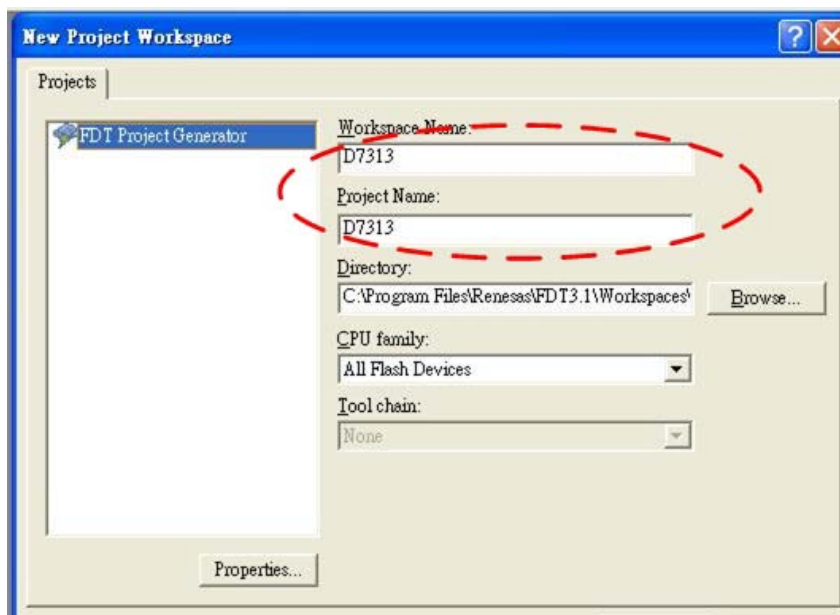 New Project Workspace
Projects
FDT Project Generator
Workspace Name:
D7313
Project Name:
D7313
Directory:
C:\Program Files\Renesas\FDT3.1\Workspaces\
Browse...
CPU family:
All Flash Devices
Tool chain:
None
Properties...